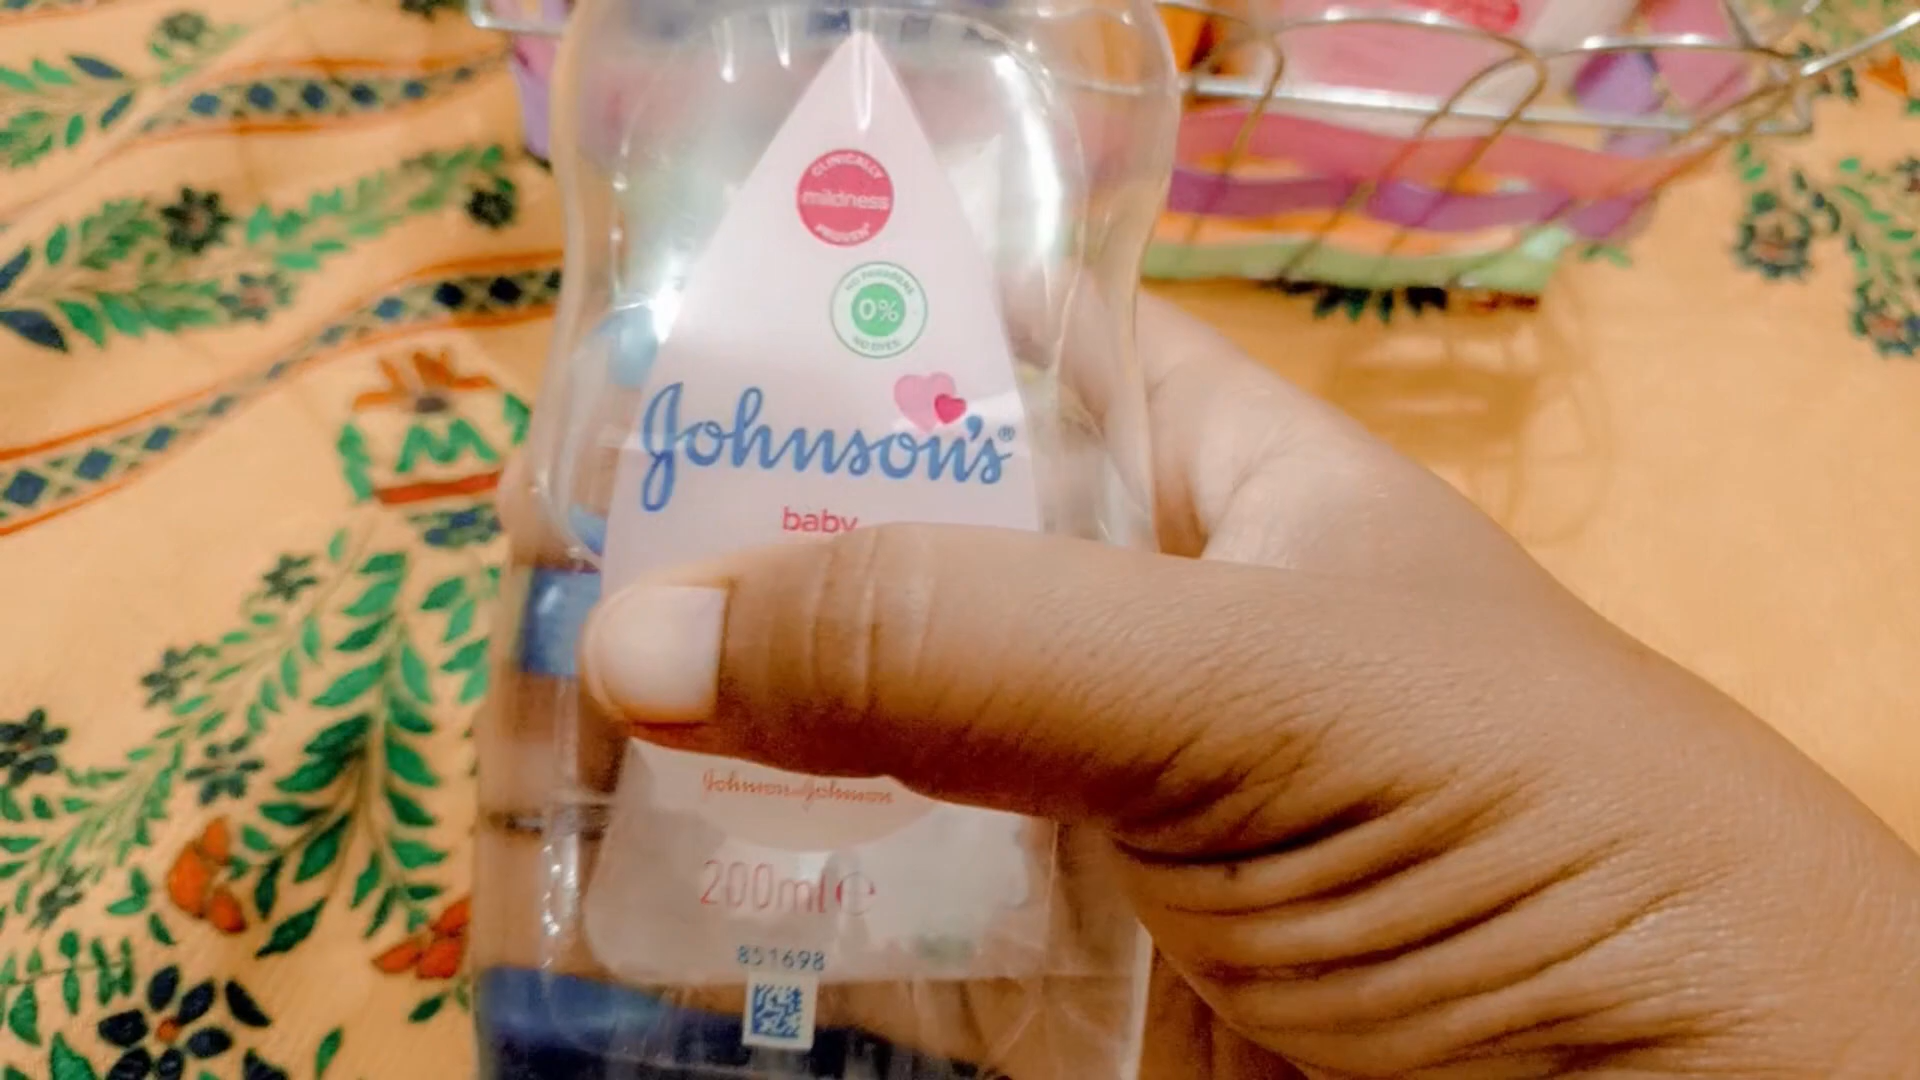 CLINICALLY
mildness
PROVEN*
NO PARABENS
0%
NO DYES
Johnson's®
baby
Johnson & Johnson
200ml e
851698